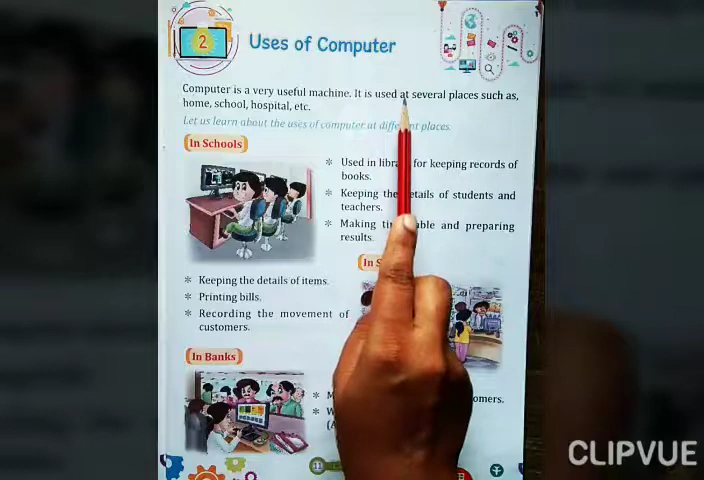 2
Uses of Computer
Computer is a very useful machine. It is used at several places such as,
home, school, hospital, etc.
Let us learn about the uses of computer at different places.
In Schools
* Used in for keeping records of
books.
* Keeping the details of students and
teachers.
* Making and preparing
results.
In
* Keeping the details of items.
* Printing bills.
* Recording the movement of
customers.
In Banks
*
*
CLIPVUE